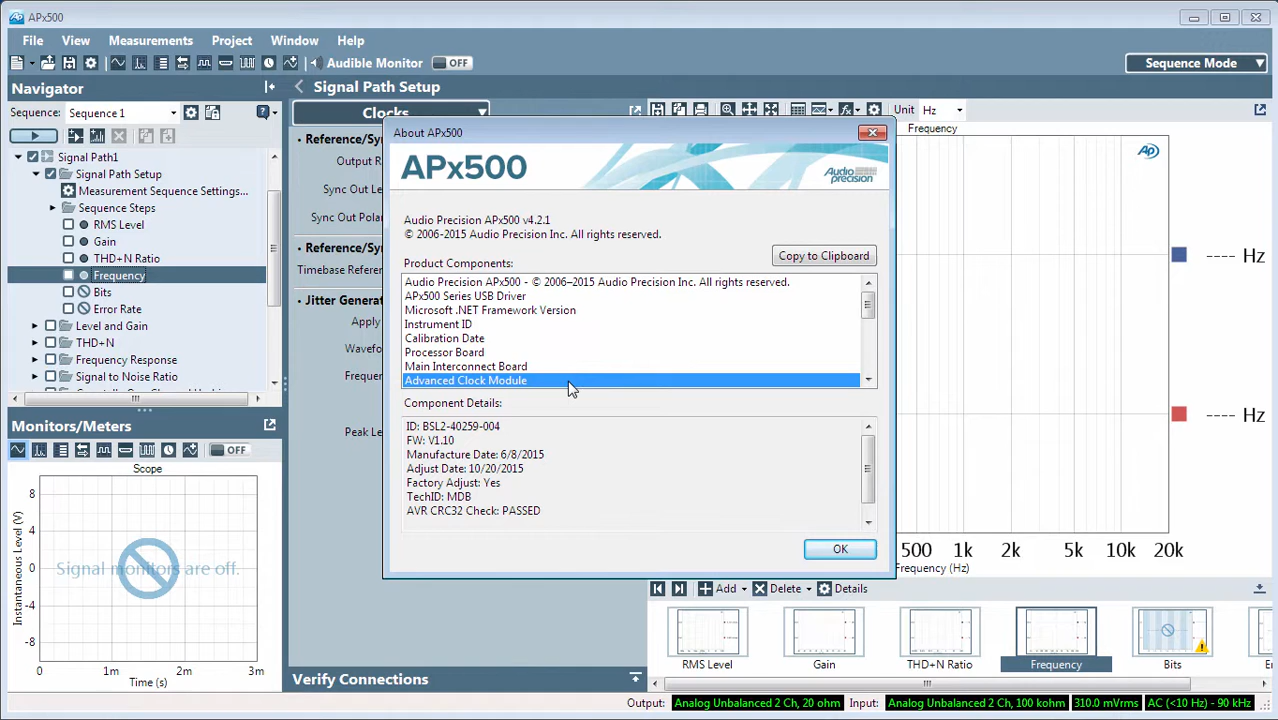 APx500
File View Measurements Project Window Help
Audible Monitor OFF
Sequence Mode
Navigator
Sequence: Sequence 1
Signal Path1
Signal Path Setup
Measurement Sequence Settings...
Sequence Steps
RMS Level
Gain
THD+N Ratio
Frequency
Bits
Error Rate
Level and Gain
THD+N
Frequency Response
Signal to Noise Ratio
Monitors/Meters
OFF
Scope
Instantaneous Level (V)
8
4
0
-4
-8
Signal monitors are off.
0 1m 2m 3m
Time (s)
Signal Path Setup
Clocks
Reference/Sy
Output R
Sync Out Le
Sync Out Polar
Reference/Sy
Timebase Refere
Jitter Generat
Apply
Wavefo
Freque
Peak Le
Verify Connections
About APx500
APx500
Audio
precision
Audio Precision APx500 v4.2.1
© 2006-2015 Audio Precision Inc. All rights reserved.
Copy to Clipboard
Product Components:
Audio Precision APx500 - © 2006–2015 Audio Precision Inc. All rights reserved.
APx500 Series USB Driver
Microsoft .NET Framework Version
Instrument ID
Calibration Date
Processor Board
Main Interconnect Board
Advanced Clock Module
Component Details:
ID: BSL2-40259-004
FW: V1.10
Manufacture Date: 6/8/2015
Adjust Date: 10/20/2015
Factory Adjust: Yes
TechID: MDB
AVR CRC32 Check: PASSED
OK
Unit Hz
Frequency
AP
---- Hz
---- Hz
500 1k 2k 5k 10k 20k
Frequency (Hz)
Add Delete Details
RMS Level Gain THD+N Ratio Frequency Bits E
Output: Analog Unbalanced 2 Ch, 20 ohm Input: Analog Unbalanced 2 Ch, 100 kohm 310.0 mVrms AC (<10 Hz) - 90 kHz